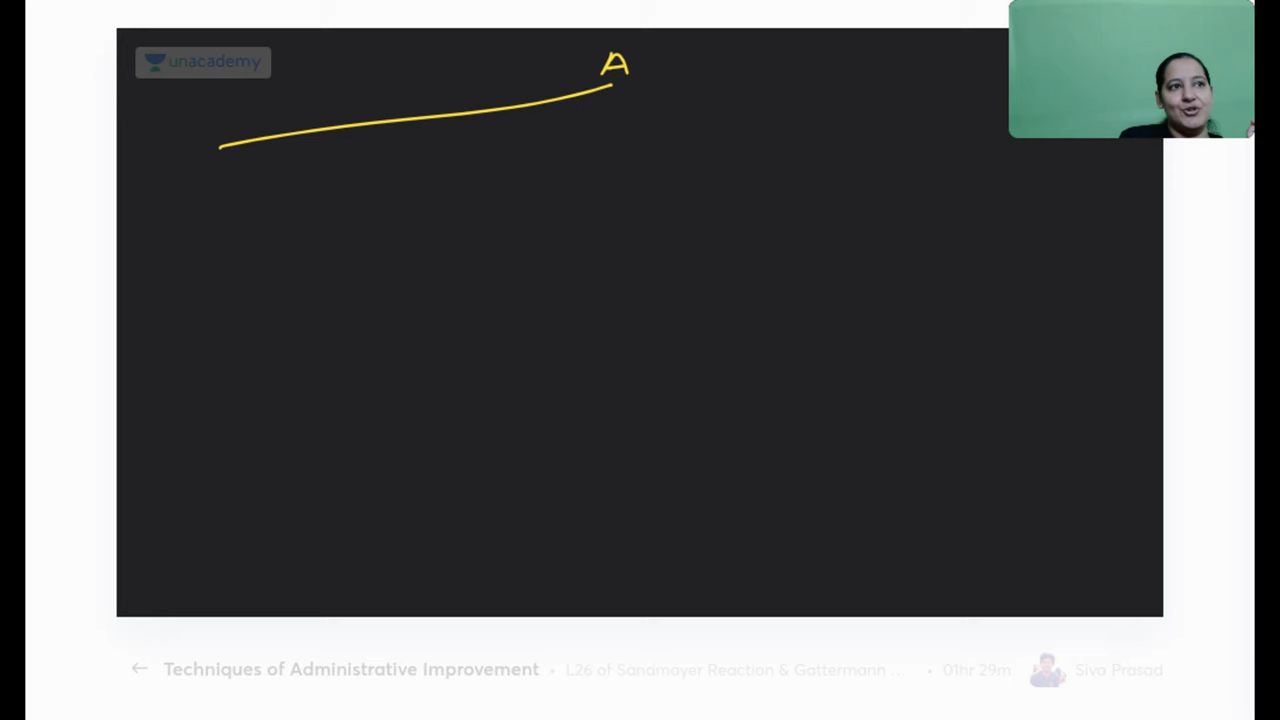 unacademy
A
Techniques of Administrative Improvement • L26 of Sandmayer Reaction & Gattermann ... • 01hr 29m Siva Prasad